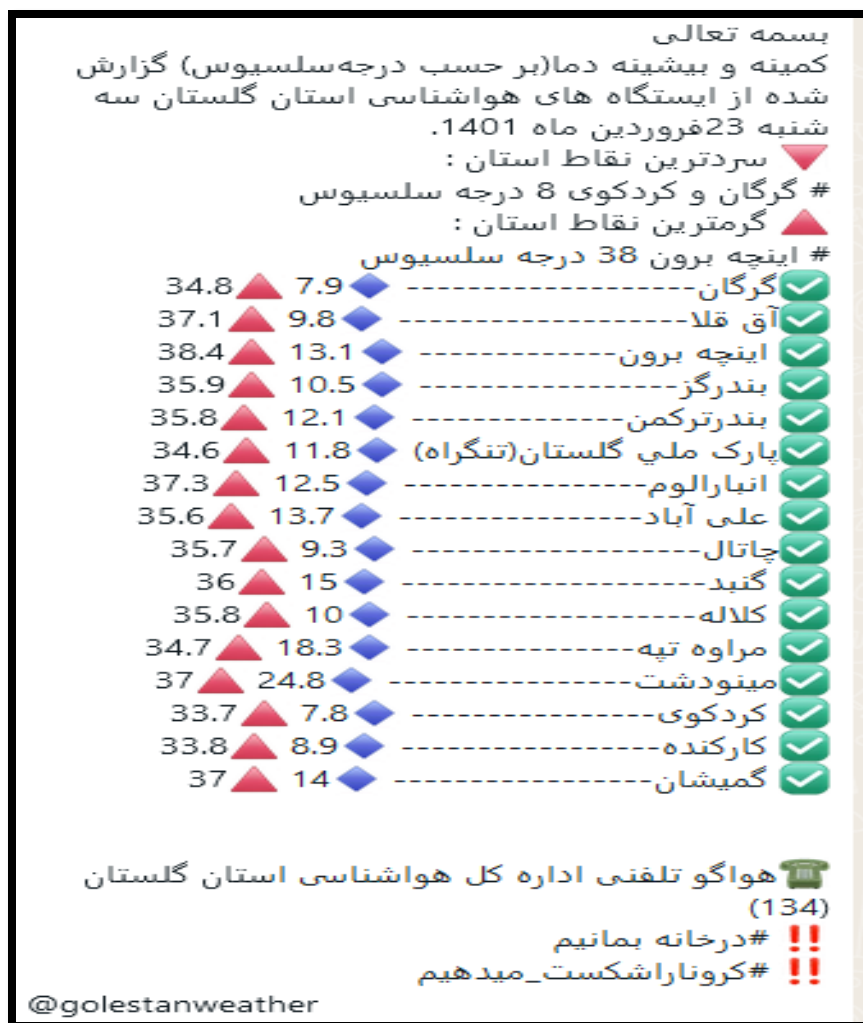 بسمه تعالی
کمینه و بیشینه دما(بر حسب درجه‌سلسیوس) گزارش
شده از ایستگاه های هواشناسی استان گلستان سه
شنبه 23فروردین ماه 1401.
🔻 سردترین نقاط استان :
# گرگان و کردکوی 8 درجه سلسیوس
🔺 گرمترین نقاط استان :
# اینچه برون 38 درجه سلسیوس
✅گرگان------------------- 🔷7.9 🔺34.8
✅آق قلا------------------- 🔷9.8 🔺37.1
✅ اینچه برون------------- 🔷13.1 🔺38.4
✅ بندرگز----------------- 🔷10.5 🔺35.9
✅ بندرترکمن-------------- 🔷12.1 🔺35.8
✅پارک ملي گلستان(تنگراه) 🔷11.8 🔺34.6
✅ انبارالوم---------------- 🔷12.5 🔺37.3
✅ علی آباد---------------- 🔷13.7 🔺35.6
✅چاتال------------------- 🔷9.3 🔺35.7
✅ گنبد-------------------- 🔷15 🔺36
✅ کلاله------------------- 🔷10 🔺35.8
✅ مراوه تپه--------------- 🔷18.3 🔺34.7
✅مینودشت---------------- 🔷24.8 🔺37
✅ کردکوی---------------- 🔷7.8 🔺33.7
✅ کارکنده----------------- 🔷8.9 🔺33.8
✅ گمیشان----------------- 🔷14 🔺37
☎هواگو تلفنی اداره کل هواشناسی استان گلستان
(134)
‼ #درخانه بمانیم
‼ #کروناراشکست_میدهیم
@golestanweather